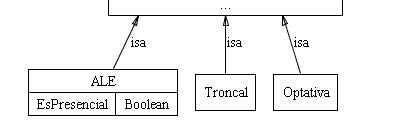 ...
isa
isa
isa
ALE
EsPresencial Boolean
Troncal
Optativa